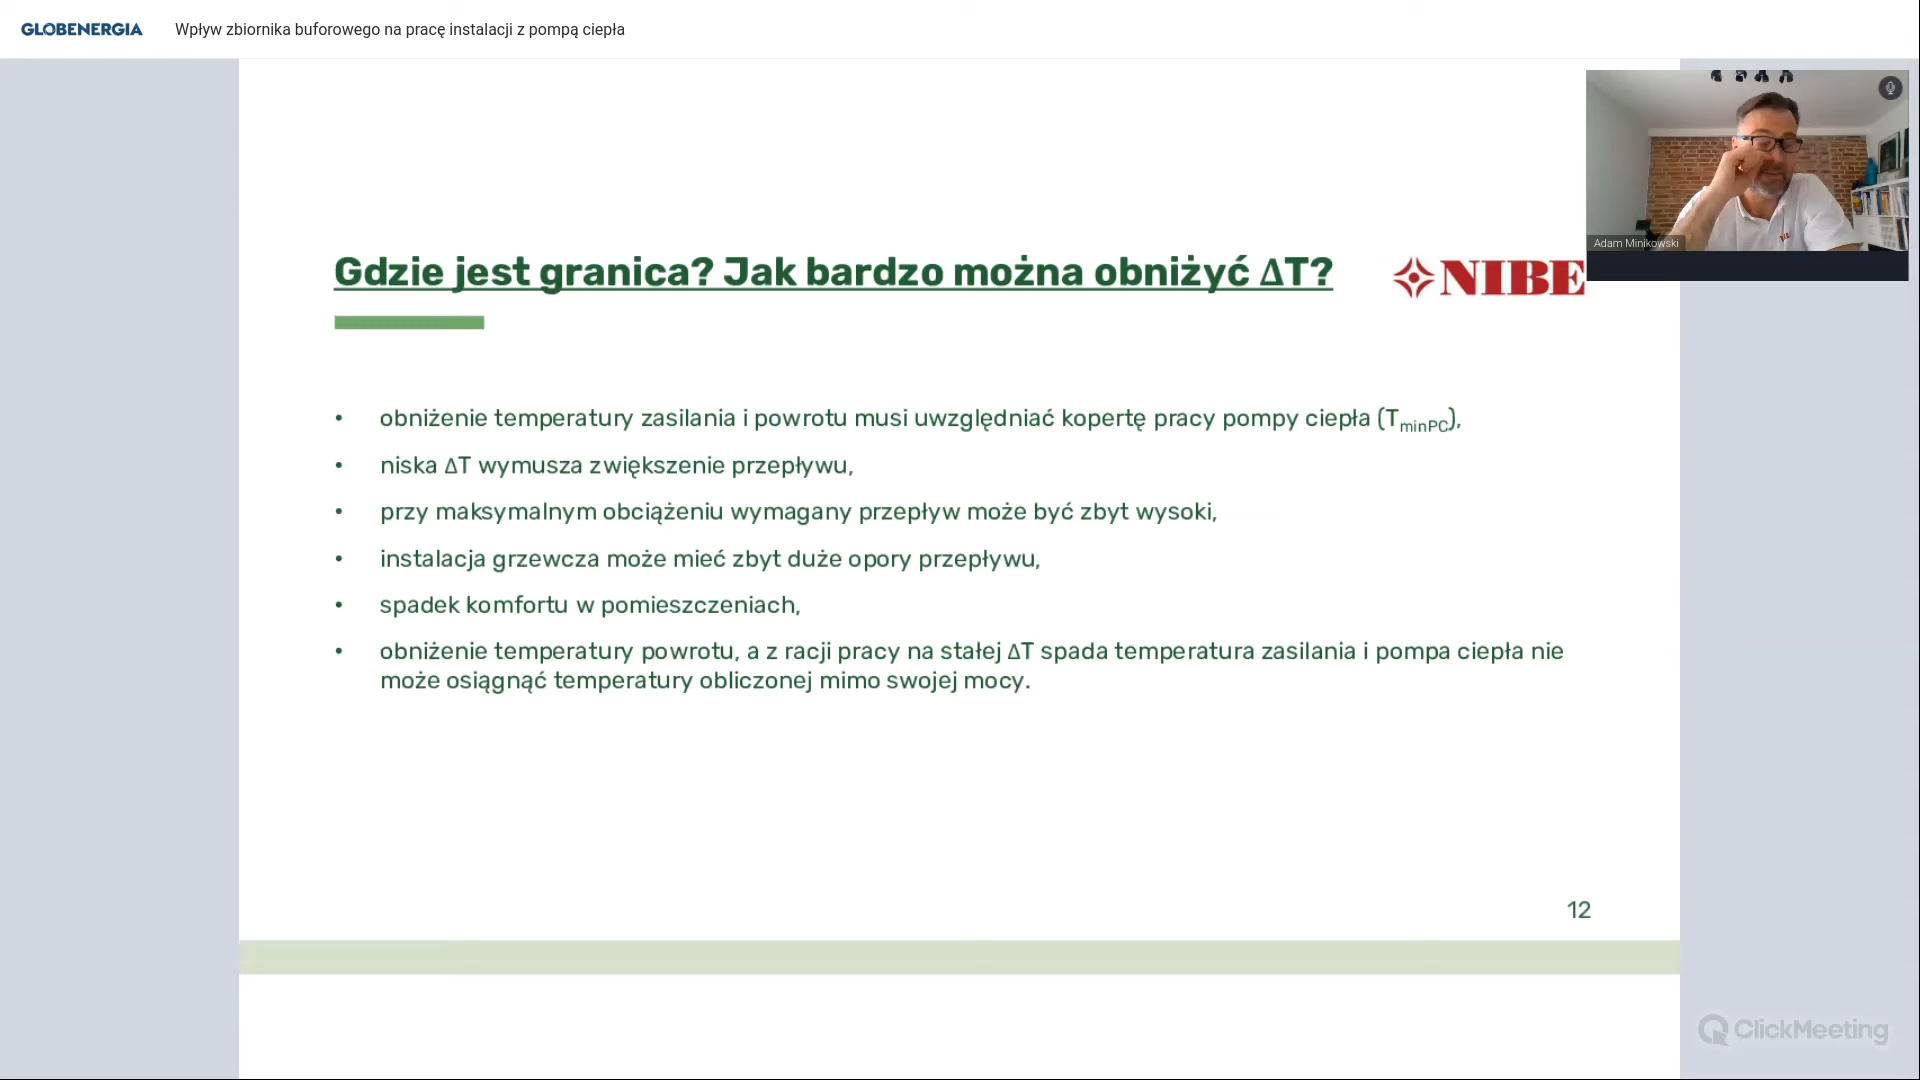 GLOBENERGIA
Wpływ zbiornika buforowego na pracę instalacji z pompą ciepła
Adam Minikowski
Gdzie jest granica? Jak bardzo można obniżyć ΔT?
NIBE
• obniżenie temperatury zasilania i powrotu musi uwzględniać kopertę pracy pompy ciepła (TminPC),
• niska ΔT wymusza zwiększenie przepływu,
• przy maksymalnym obciążeniu wymagany przepływ może być zbyt wysoki,
• instalacja grzewcza może mieć zbyt duże opory przepływu,
• spadek komfortu w pomieszczeniach,
• obniżenie temperatury powrotu, a z racji pracy na stałej ΔT spada temperatura zasilania i pompa ciepła nie
może osiągnąć temperatury obliczonej mimo swojej mocy.
12
ClickMeeting